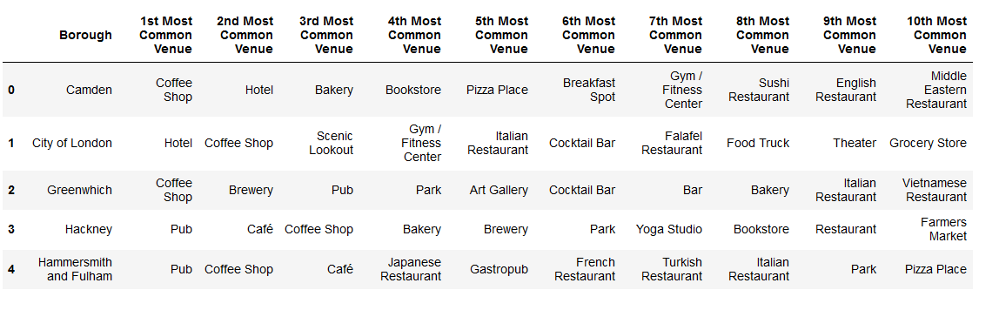 Borough 1st Most Common Venue 2nd Most Common Venue 3rd Most Common Venue 4th Most Common Venue 5th Most Common Venue 6th Most Common Venue 7th Most Common Venue 8th Most Common Venue 9th Most Common Venue 10th Most Common Venue
0 Camden Coffee Shop Hotel Bakery Bookstore Pizza Place Breakfast Spot Gym / Fitness Center Sushi Restaurant English Restaurant Middle Eastern Restaurant
1 City of London Hotel Coffee Shop Scenic Lookout Gym / Fitness Center Italian Restaurant Cocktail Bar Falafel Restaurant Food Truck Theater Grocery Store
2 Greenwhich Coffee Shop Brewery Pub Park Art Gallery Cocktail Bar Bar Bakery Italian Restaurant Vietnamese Restaurant
3 Hackney Pub Café Coffee Shop Bakery Brewery Park Yoga Studio Bookstore Restaurant Farmers Market
4 Hammersmith and Fulham Pub Coffee Shop Café Japanese Restaurant Gastropub French Restaurant Turkish Restaurant Italian Restaurant Park Pizza Place